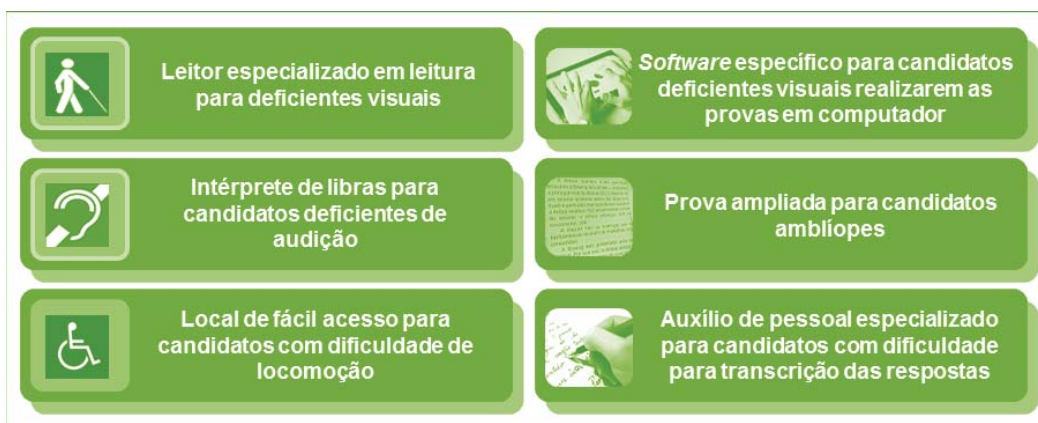 Leitor especializado em leitura
para deficientes visuais
Software específico para candidatos
deficientes visuais realizarem as
provas em computador
Intérprete de libras para
candidatos deficientes de
audição
Prova ampliada para candidatos
amblíopes
Local de fácil acesso para
candidatos com dificuldade de
locomoção
Auxílio de pessoal especializado
para candidatos com dificuldade
para transcrição das respostas